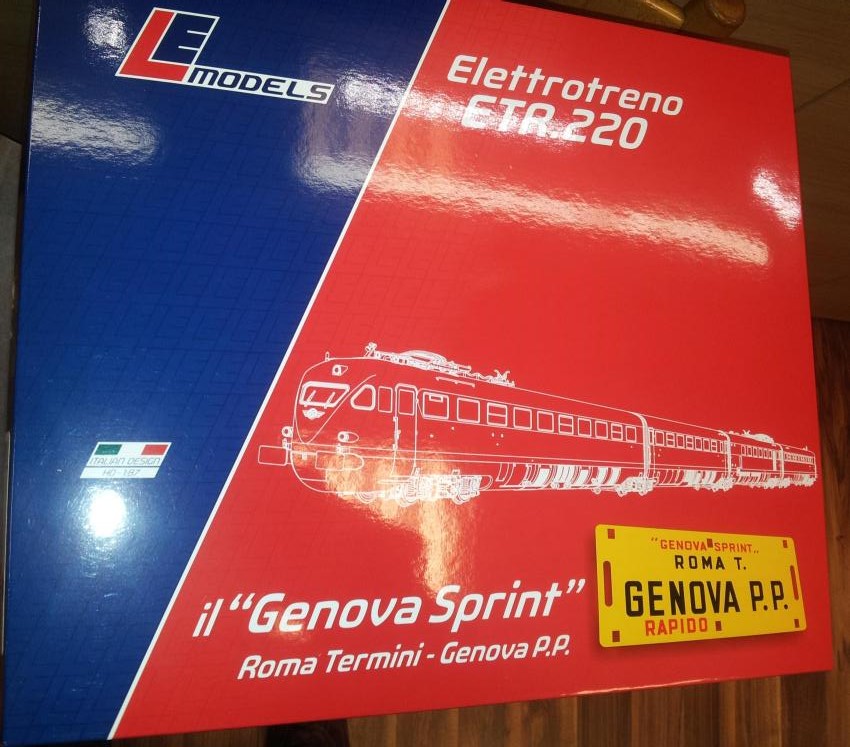 LE MODELS
Elettrotreno
ETR.220
ITALIAN DESIGN
HO - 1:87
il “Genova Sprint”
Roma Termini - Genova P.P.
"GENOVA SPRINT„
ROMA T.
GENOVA P.P.
RAPIDO